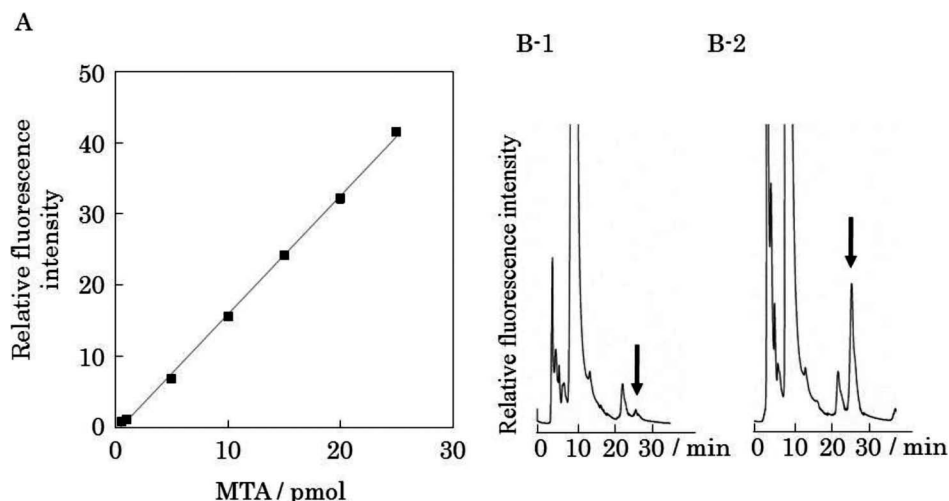 A
B-1
B-2
Relative fluorescence
intensity
50
40
30
20
10
0
0
10
20
30
MTA / pmol
Relative fluorescence intensity
0 10 20 30 / min
0 10 20 30 / min